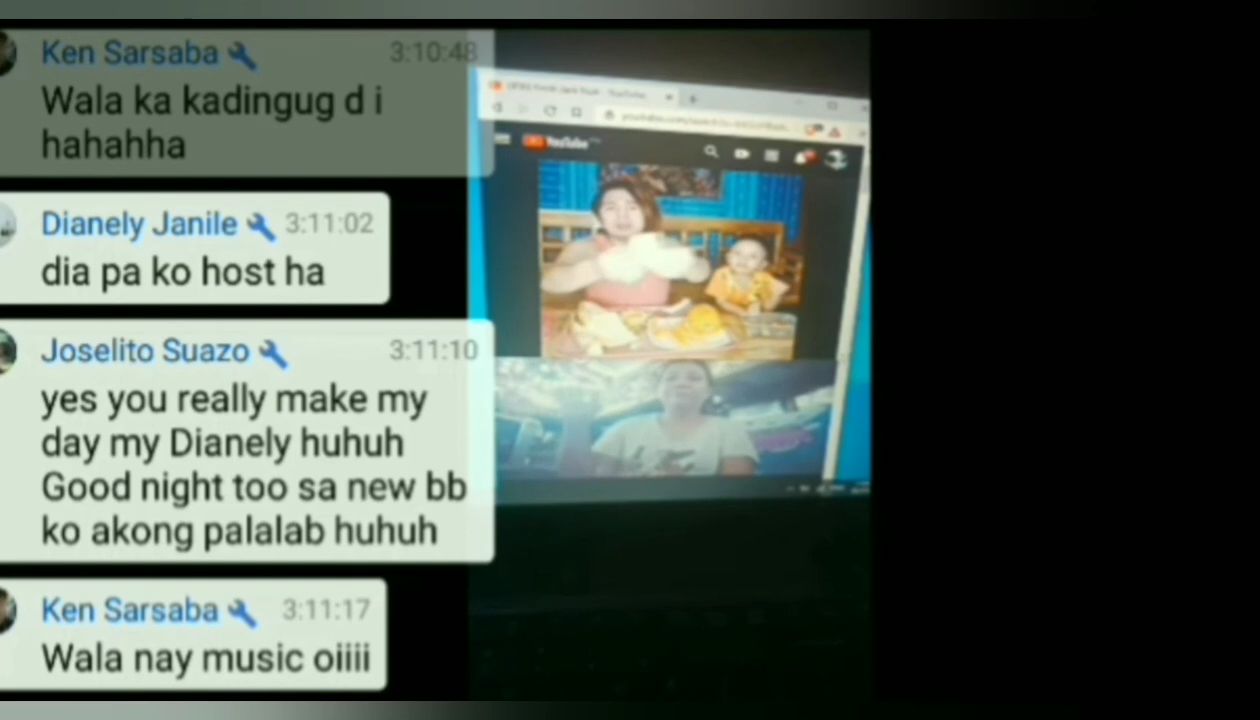 Ken Sarsaba 3:10:48
Wala ka kadingug d i
hahahha
Dianely Janile 3:11:02
dia pa ko host ha
Joselito Suazo 3:11:10
yes you really make my
day my Dianely huhuh
Good night too sa new bb
ko akong palalab huhuh
Ken Sarsaba 3:11:17
Wala nay music oiiii
YouTube